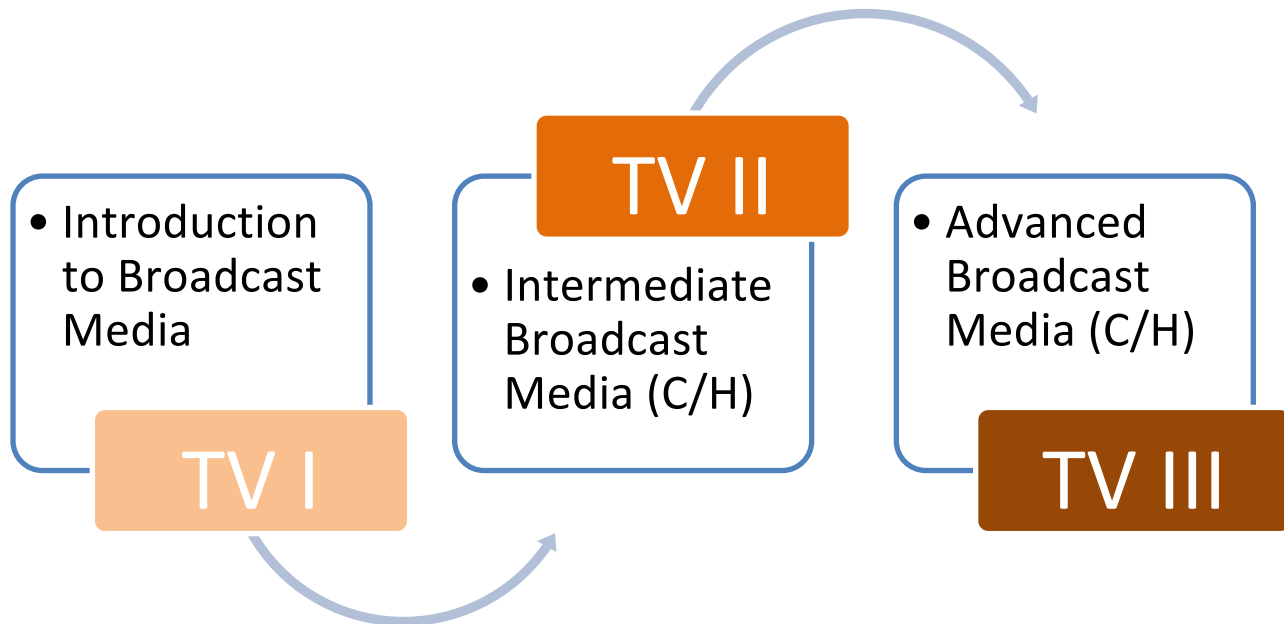 • Introduction
to Broadcast
Media
TV I
TV II
• Intermediate
Broadcast
Media (C/H)
• Advanced
Broadcast
Media (C/H)
TV III